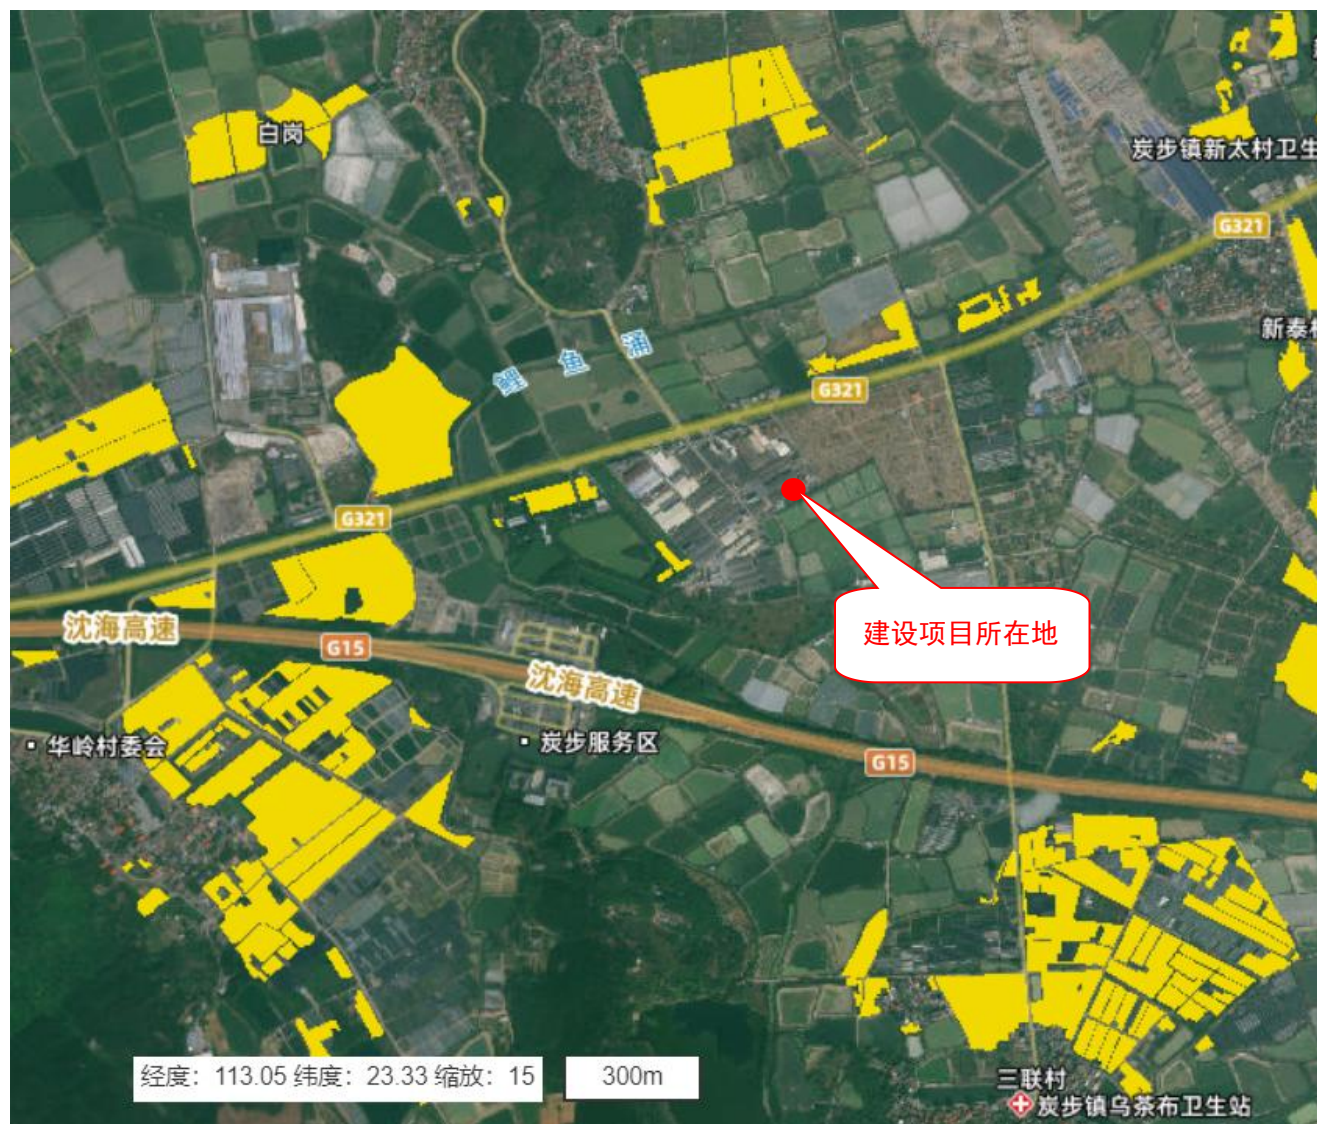 白岗
炭步镇新太村卫生
G321
新泰村
鲤鱼涌
G321
G321
建设项目所在地
沈海高速
G15
沈海高速
华岭村委会
炭步服务区
G15
经度：113.05 纬度：23.33 缩放：15
300m
三联村
炭步镇乌茶布卫生站